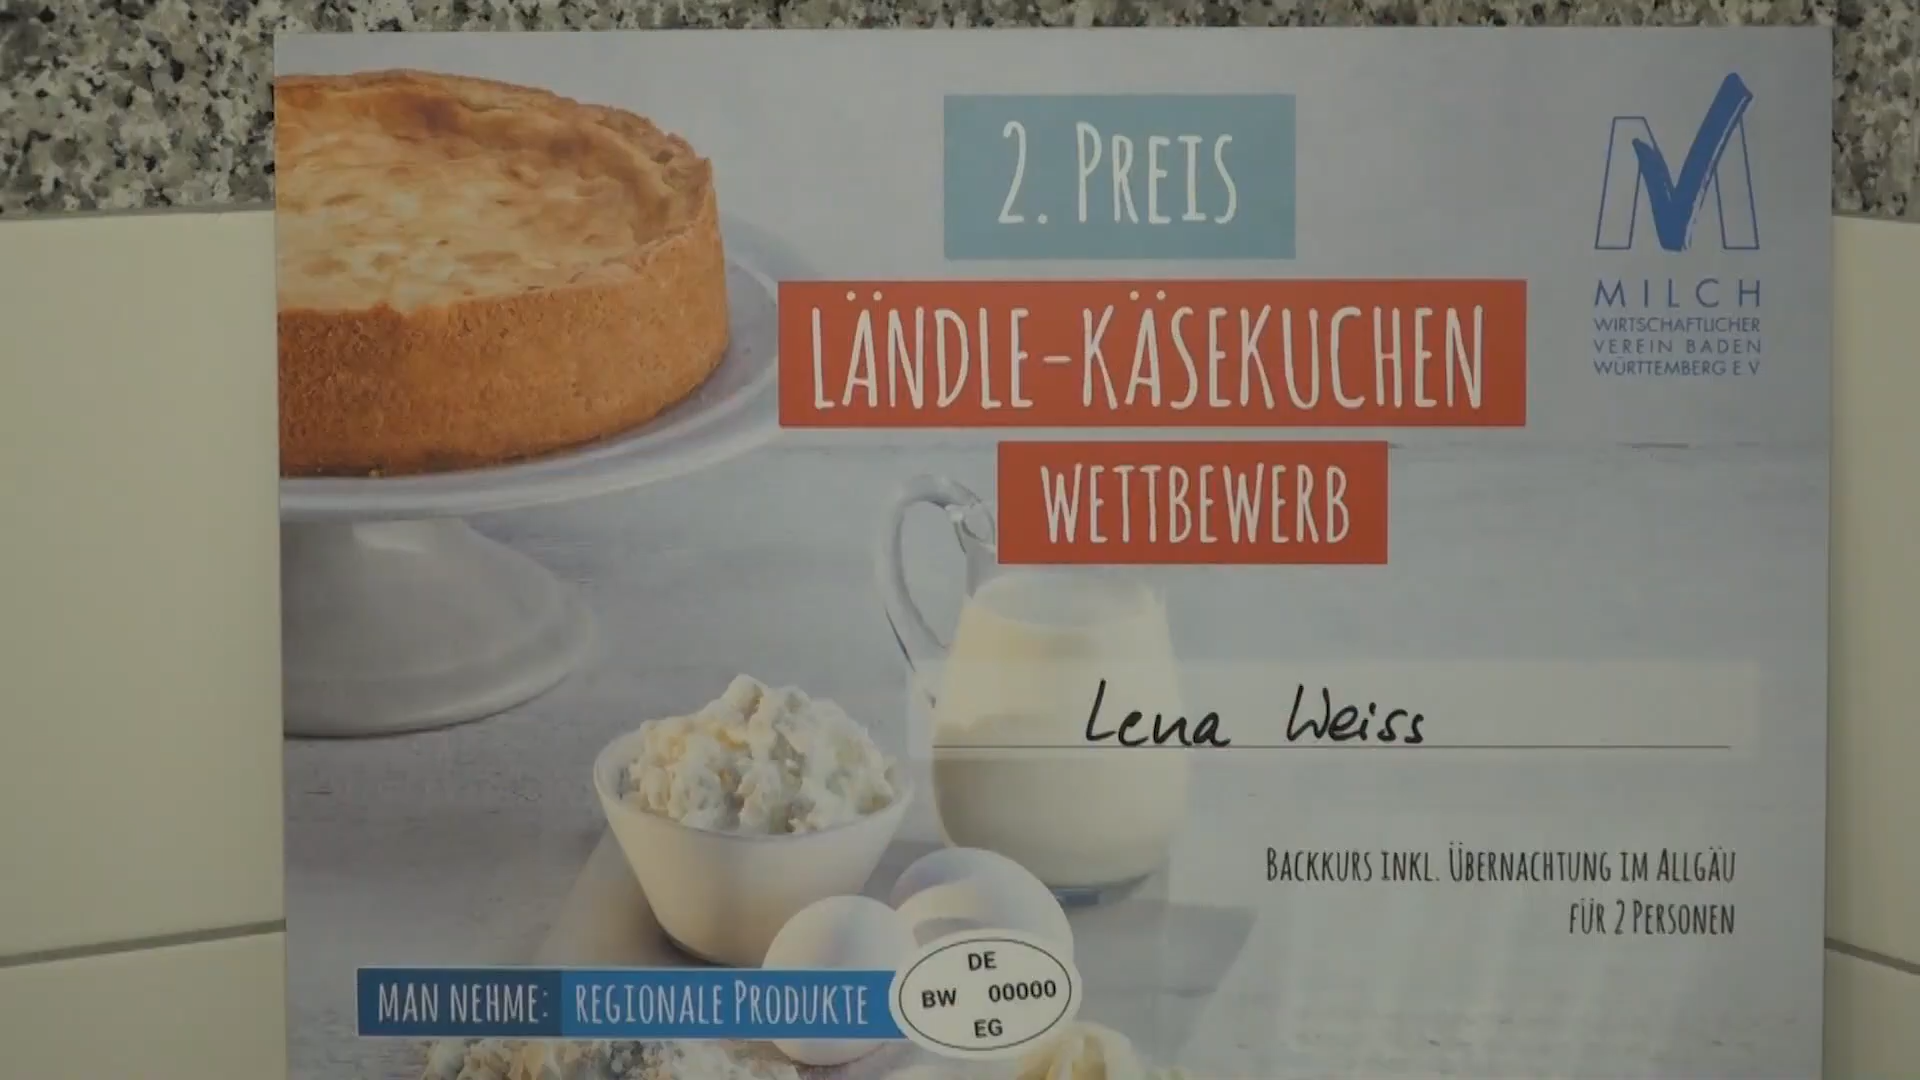 2. PREIS
LÄNDLE-KÄSEKUCHEN
WETTBEWERB
MILCH
WIRTSCHAFTLICHER
VEREIN BADEN
WÜRTTEMBERG E V
Lena Weiss
BACKKURS INKL. ÜBERNACHTUNG IM ALLGÄU
FÜR 2 PERSONEN
MAN NEHME: REGIONALE PRODUKTE
DE
BW 00000
EG